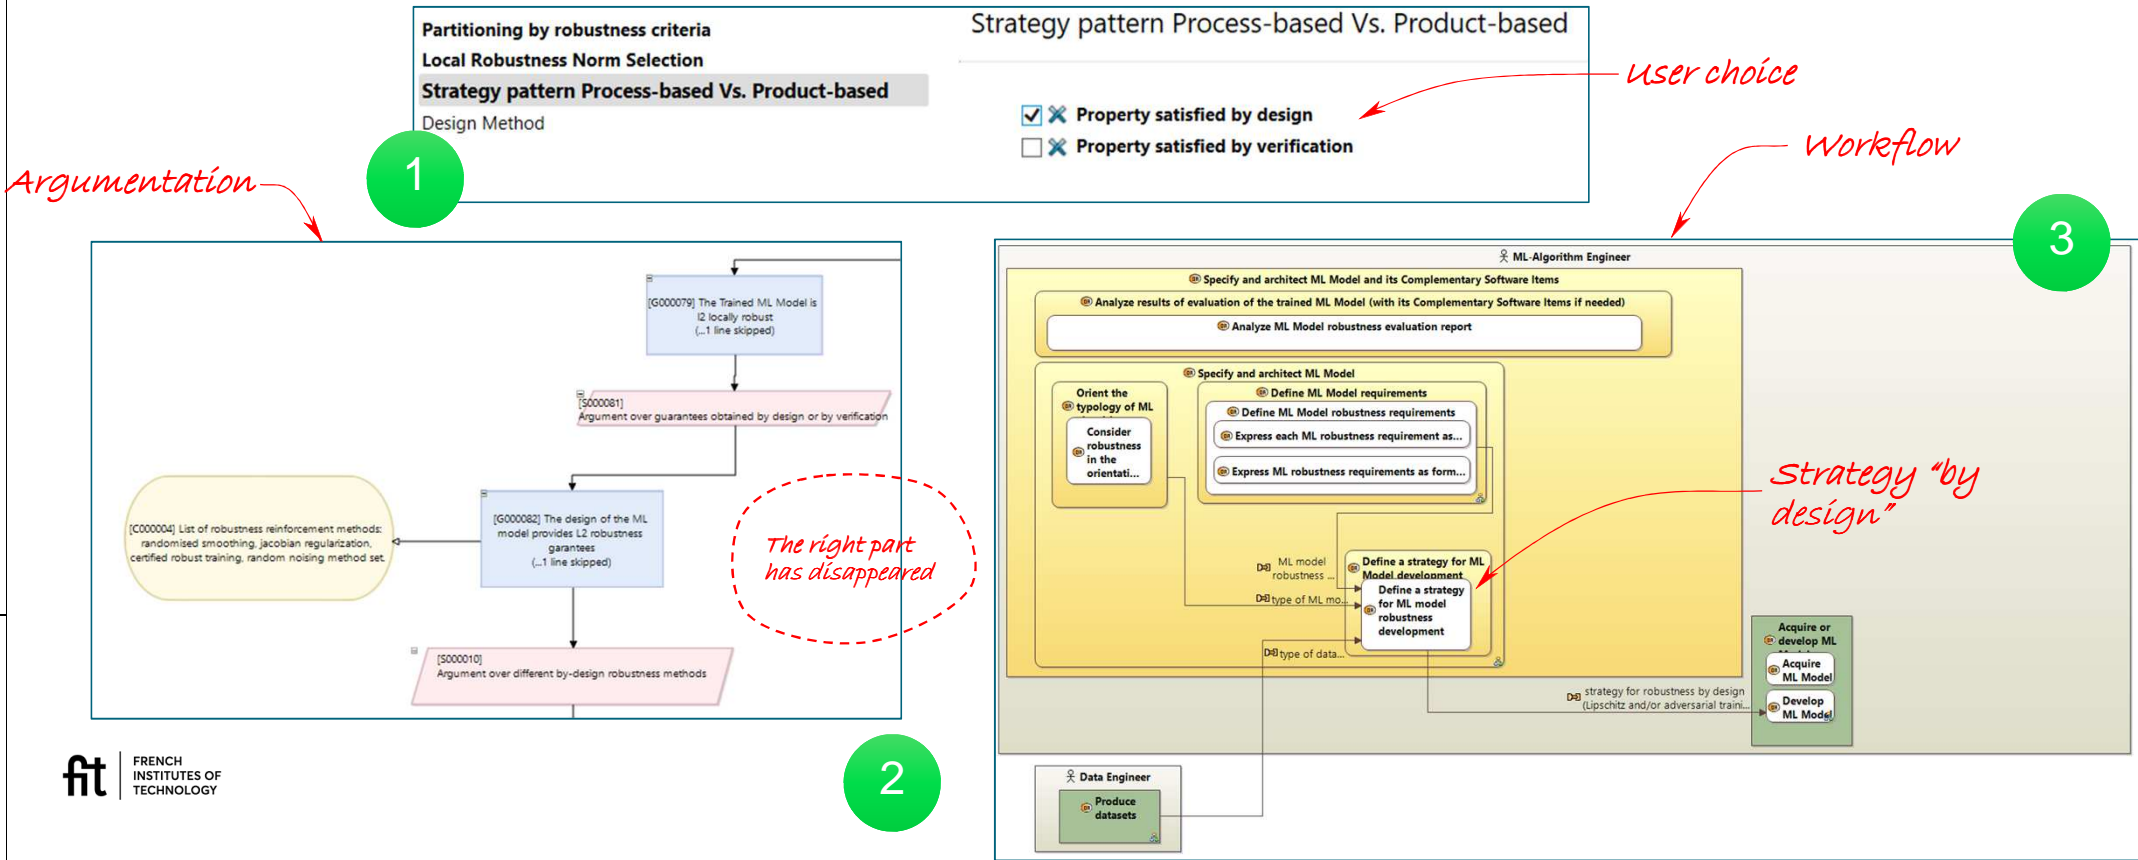 Partitioning by robustness criteria
Local Robustness Norm Selection
Strategy pattern Process-based Vs. Product-based
Design Method
Strategy pattern Process-based Vs. Product-based
Property satisfied by design
Property satisfied by verification
User choice
1
Argumentation
Workflow
3
[G000079] The Trained ML Model is
l2 locally robust
(...1 line skipped)
[S000081]
Argument over guarantees obtained by design or by verification
[C000004] List of robustness reinforcement methods:
randomised smoothing, jacobian regularization,
certified robust training, random noising method set.
[G000082] The design of the ML
model provides L2 robustness
garantees
(...1 line skipped)
The right part
has disappeared
[S000010]
Argument over different by-design robustness methods
2
ML-Algorithm Engineer
Specify and architect ML Model and its Complementary Software Items
Analyze results of evaluation of the trained ML Model (with its Complementary Software Items if needed)
Analyze ML Model robustness evaluation report
Specify and architect ML Model
Orient the
typology of ML
Consider
robustness
in the
orientati...
Define ML Model requirements
Define ML Model robustness requirements
Express each ML robustness requirement as...
Express ML robustness requirements as form...
Strategy "by
design"
ML model
robustness ...
type of ML mo...
type of data...
Define a strategy for ML
Model development
Define a strategy
for ML model
robustness
development
strategy for robustness by design
(Lipschitz and/or adversarial traini...
Acquire or
develop ML
Acquire
ML Model
Develop
ML Model
Data Engineer
Produce
datasets
fit
FRENCH
INSTITUTES OF
TECHNOLOGY